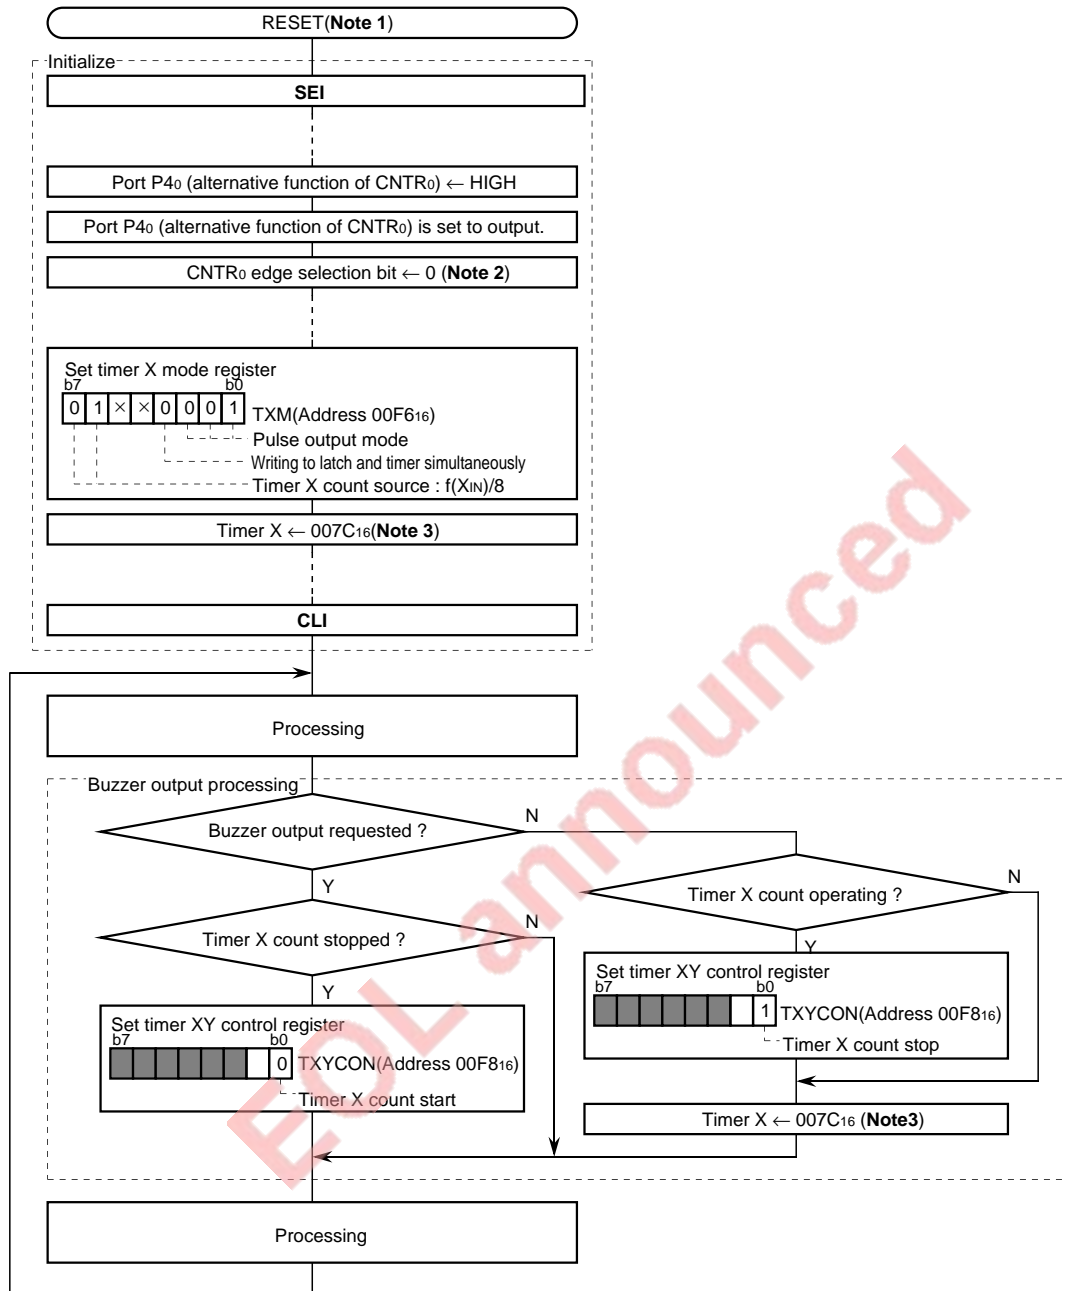 RESET(Note 1)
Initialize
SEI
Port P40 (alternative function of CNTR0) ← HIGH
Port P40 (alternative function of CNTR0) is set to output.
CNTR0 edge selection bit ← 0 (Note 2)
Set timer X mode register
b7 b0
0 1 × × 0 0 0 1 TXM(Address 00F616)
Pulse output mode
Writing to latch and timer simultaneously
Timer X count source : f(XIN)/8
Timer X ← 007C16(Note 3)
CLI
Processing
Buzzer output processing
Buzzer output requested ?
N
Y
Timer X count operating ?
N
Y
Timer X count stopped ?
N
Y
Set timer XY control register
b7 b0
1 TXYCON(Address 00F816)
Timer X count stop
Set timer XY control register
b7 b0
0 TXYCON(Address 00F816)
Timer X count start
Timer X ← 007C16 (Note3)
Processing
EOL announced